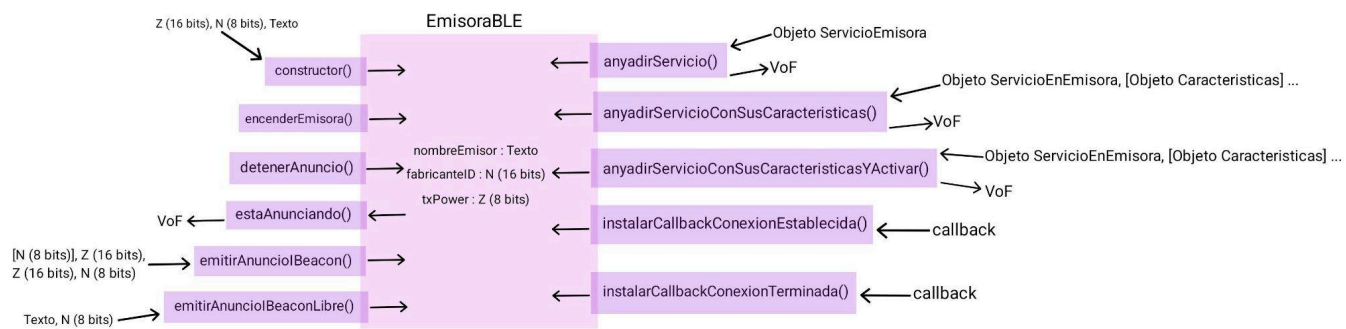 EmisoraBLE
Z (16 bits), N (8 bits), Texto
constructor()
encenderEmisora()
detenerAnuncio()
VoF
estaAnunciando()
[N (8 bits)], Z (16 bits),
Z (16 bits), N (8 bits)
emitirAnuncioIBeacon()
emitirAnuncioIBeaconLibre()
Texto, N (8 bits)
nombreEmisor : Texto
fabricanteID : N (16 bits)
txPower : Z (8 bits)
Objeto ServicioEmisora
anyadirServicio()
VoF
Objeto ServicioEnEmisora, [Objeto Caracteristicas] ...
anyadirServicioConSusCaracteristicas()
VoF
Objeto ServicioEnEmisora, [Objeto Caracteristicas] ...
anyadirServicioConSusCaracteristicasYActivar()
VoF
instalarCallbackConexionEstablecida()
callback
instalarCallbackConexionTerminada()
callback